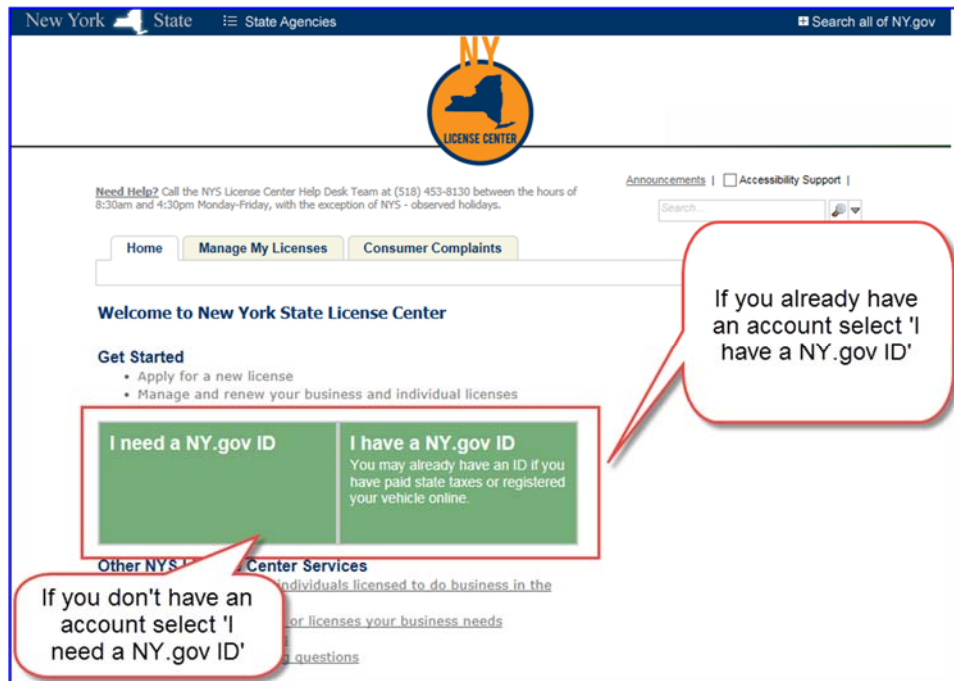 New York State State Agencies Search all of NY.gov
NY
LICENSE CENTER
Need Help? Call the NYS License Center Help Desk Team at (518) 453-8130 between the hours of
8:30am and 4:30pm Monday-Friday, with the exception of NYS - observed holidays.
Announcements | Accessibility Support |
Search...
Home Manage My Licenses Consumer Complaints
If you already have
an account select 'I
have a NY.gov ID'
Welcome to New York State License Center
Get Started
• Apply for a new license
• Manage and renew your business and individual licenses
I need a NY.gov ID
I have a NY.gov ID
You may already have an ID if you
have paid state taxes or registered
your vehicle online.
Other NYS Center Services
individuals licensed to do business in the
or licenses your business needs
questions
If you don't have an
account select 'I
need a NY.gov ID'